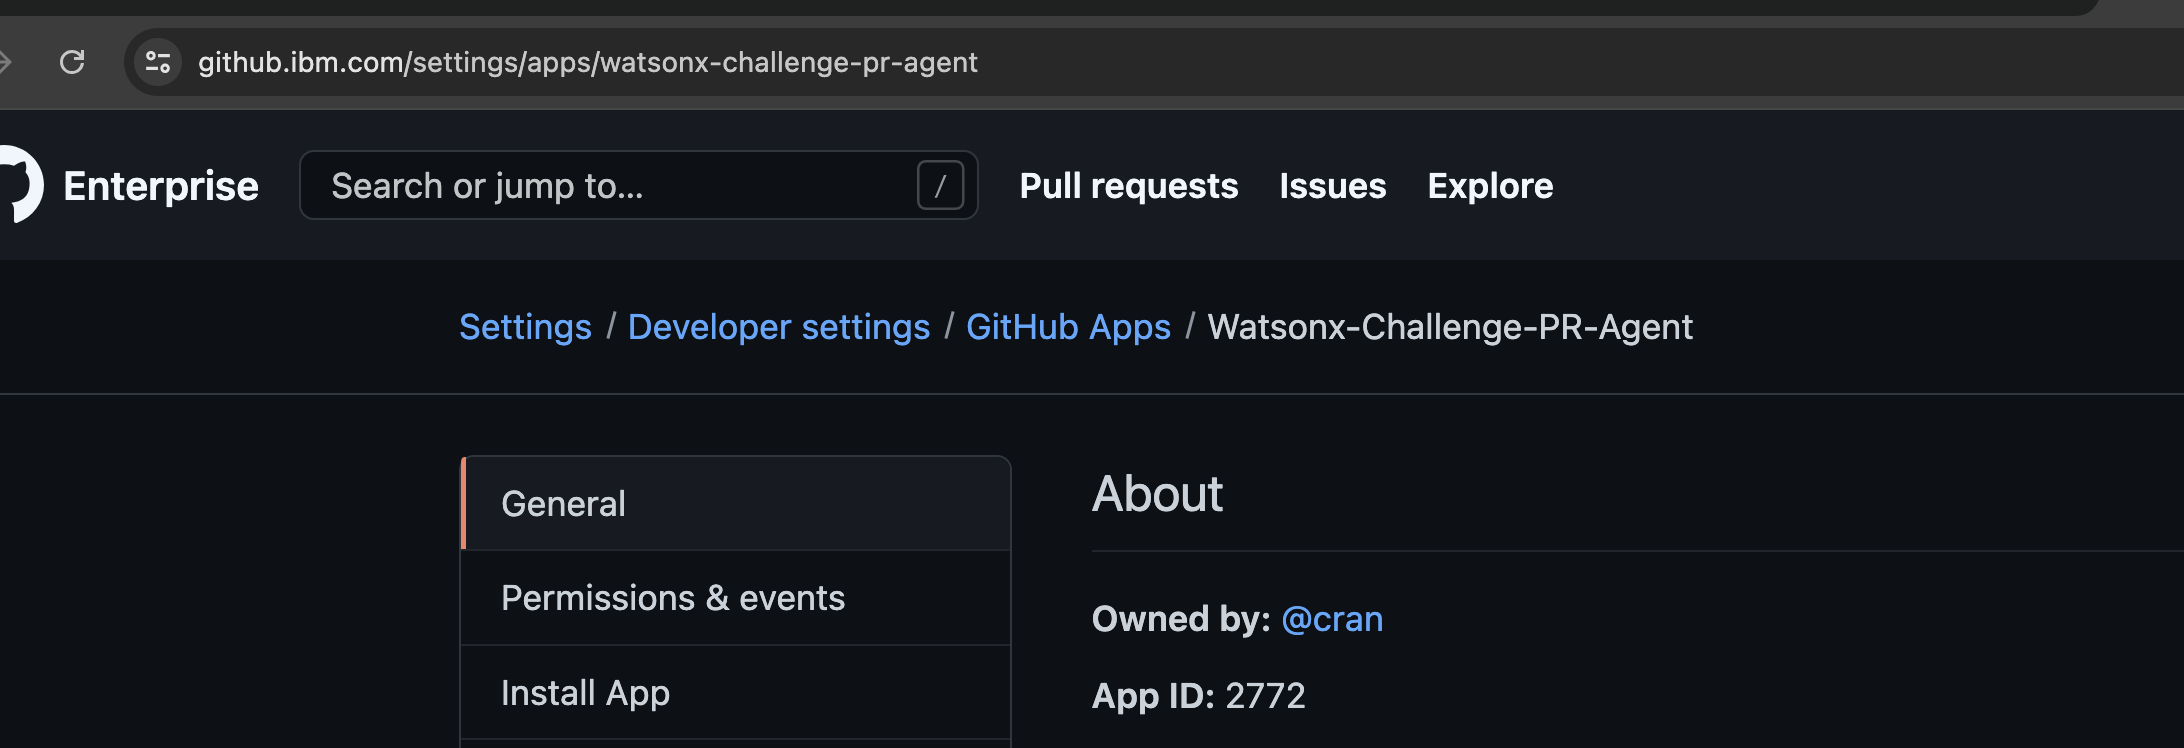 github.ibm.com/settings/apps/watsonx-challenge-pr-agent
Enterprise Search or jump to... / Pull requests Issues Explore
Settings / Developer settings / GitHub Apps / Watsonx-Challenge-PR-Agent
General
Permissions & events
Install App
About
Owned by: @cran
App ID: 2772